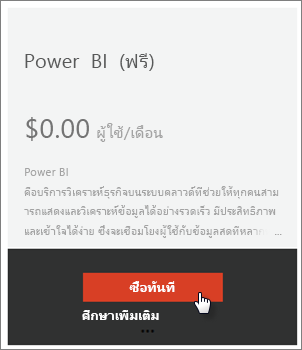 Power BI (ฟรี)
$0.00 ผู้ใช้/เดือน
Power BI
คือบริการวิเคราะห์ธุรกิจบนระบบคลาวด์ที่ช่วยให้ทุกคนสามา
ารถแสดงและวิเคราะห์ข้อมูลได้อย่างรวดเร็ว มีประสิทธิภาพ
และเข้าใจได้ง่าย ซึ่งจะเชื่อมโยงผู้ใช้กับข้อมูลสดที่หลาก ...
ซื้อทันที
ศึกษาเพิ่มเติม
...